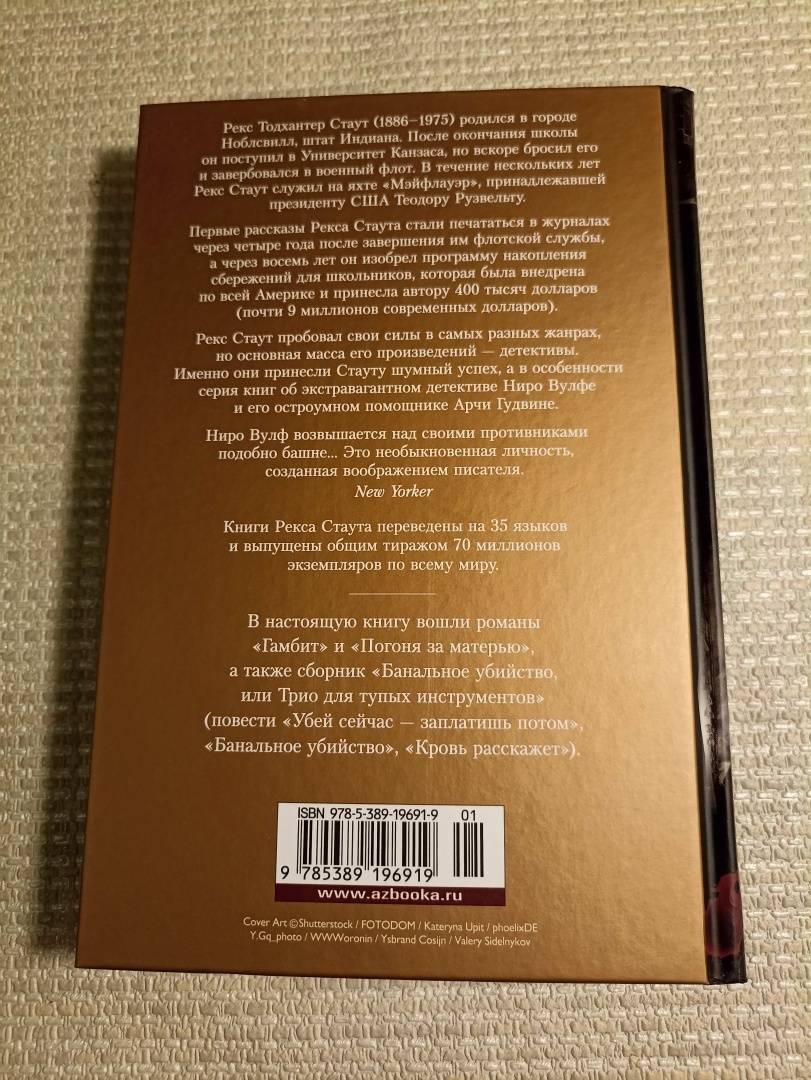 Рекс Тодхантер Стаут (1886–1975) родился в городе
Ноблсвилл, штат Индиана. После окончания школы
он поступил в Университет Канзаса, но вскоре бросил его
и завербовался в военный флот. В течение нескольких лет
Рекс Стаут служил на яхте «Мэйфлауэр», принадлежавшей
президенту США Теодору Рузвельту.
Первые рассказы Рекса Стаута стали печататься в журналах
через четыре года после завершения им флотской службы,
а через восемь лет он изобрел программу накопления
сбережений для школьников, которая была внедрена
по всей Америке и принесла автору 400 тысяч долларов
(почти 9 миллионов современных долларов).
Рекс Стаут пробовал свои силы в самых разных жанрах,
но основная масса его произведений — детективы.
Именно они принесли Стауту шумный успех, а в особенности
серия книг об экстравагантном детективе Ниро Вулфе
и его остроумном помощнике Арчи Гудвине.
Ниро Вулф возвышается над своими противниками
подобно башне... Это необыкновенная личность,
созданная воображением писателя.
New Yorker
Книги Рекса Стаута переведены на 35 языков
и выпущены общим тиражом 70 миллионов
экземпляров по всему миру.
В настоящую книгу вошли романы
«Гамбит» и «Погоня за матерью»,
а также сборник «Банальное убийство,
или Трио для тупых инструментов»
(повести «Убей сейчас — заплатишь потом»,
«Банальное убийство», «Кровь расскажет»).
ISBN 978-5-389-19691-9 01
9 785389 196919
www.azbooka.ru
Cover Art ©Shutterstock / FOTODOM / Kateryna Upit / phoelixDE
Y.Gq_photo / WWWoronin / Ysbrand Cosijn / Valery Sidelnykov